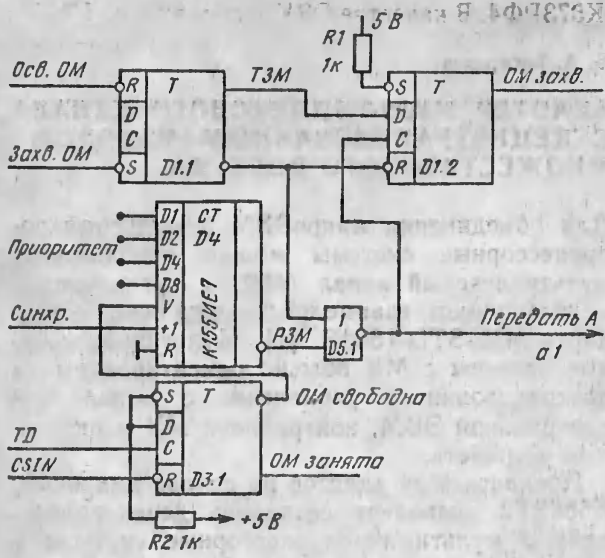 5 В
R1
1к
Осв. ОМ
R
T
D
C
S
D1.1
ТЗМ
S
T
D
C
R
D1.2
ОМ захв.
Захв. ОМ
Приоритет
D1
D2
D4
D8
V
+1
R
CT
D4
К155ИЕ7
Синхр.
РЗМ
1
D5.1
Передать А
а1
S
T
D
C
R
D3.1
ОМ свободна
TD
CSIN
ОМ занята
R2 1к
+5В